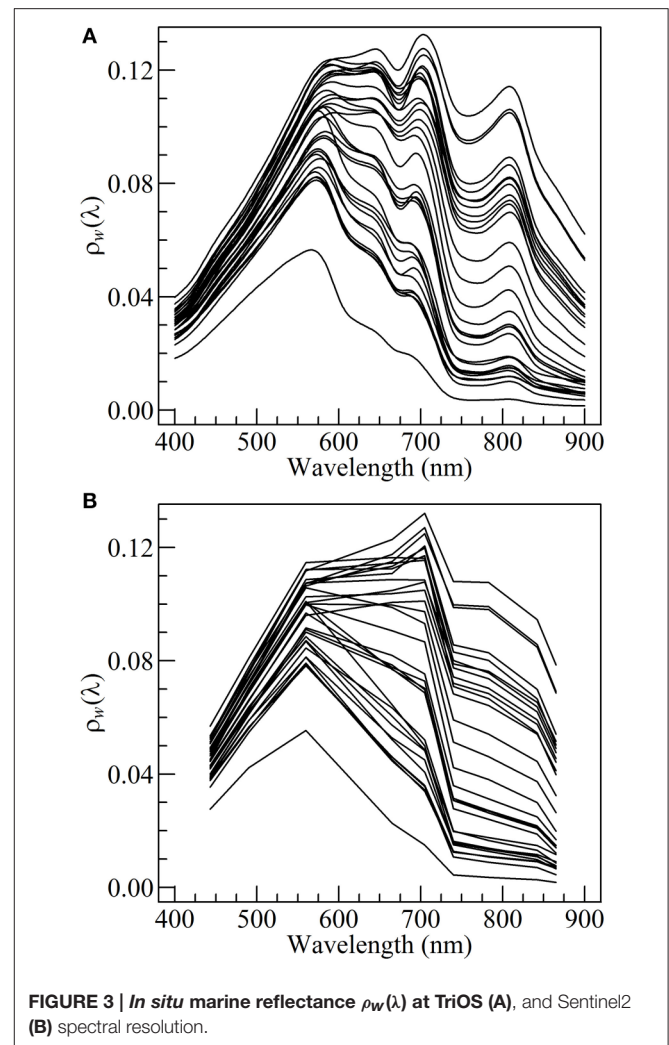 A
0.12
0.08
0.04
0.00
ρw(λ)
400 500 600 700 800 900
Wavelength (nm)
B
0.12
0.08
0.04
0.00
ρw(λ)
400 500 600 700 800 900
Wavelength (nm)
FIGURE 3 | In situ marine reflectance ρw(λ) at TriOS (A), and Sentinel2
(B) spectral resolution.